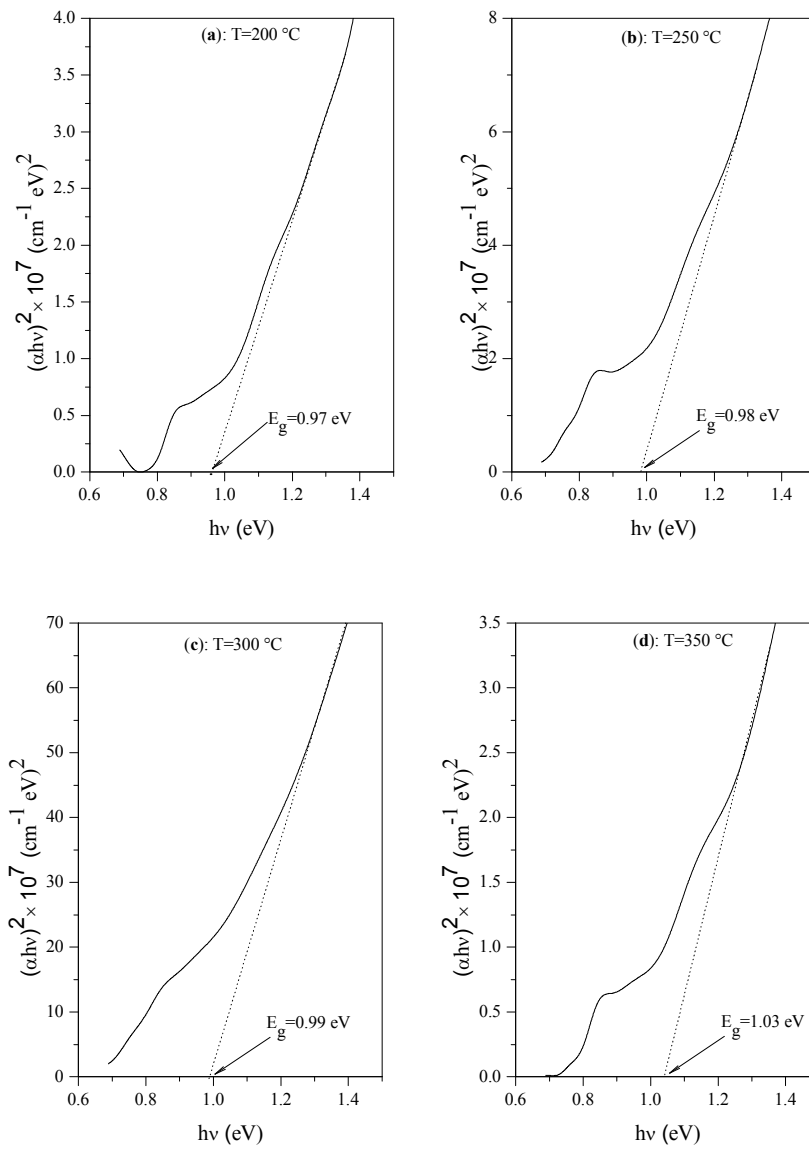 (a): T=200 °C
4.0
3.5
3.0
2.5
2.0
1.5
1.0
0.5
0.0
(αhν)2 × 107 (cm-1 eV)2
Eg=0.97 eV
0.6 0.8 1.0 1.2 1.4
hν (eV)
(b): T=250 °C
8
6
4
2
0
(αhν)2 × 107 (cm-1 eV)2
Eg=0.98 eV
0.6 0.8 1.0 1.2 1.4
hν (eV)
(c): T=300 °C
70
60
50
40
30
20
10
0
(αhν)2 × 107 (cm-1 eV)2
Eg=0.99 eV
0.6 0.8 1.0 1.2 1.4
hν (eV)
(d): T=350 °C
3.5
3.0
2.5
2.0
1.5
1.0
0.5
0.0
(αhν)2 × 107 (cm-1 eV)2
Eg=1.03 eV
0.6 0.8 1.0 1.2 1.4
hν (eV)